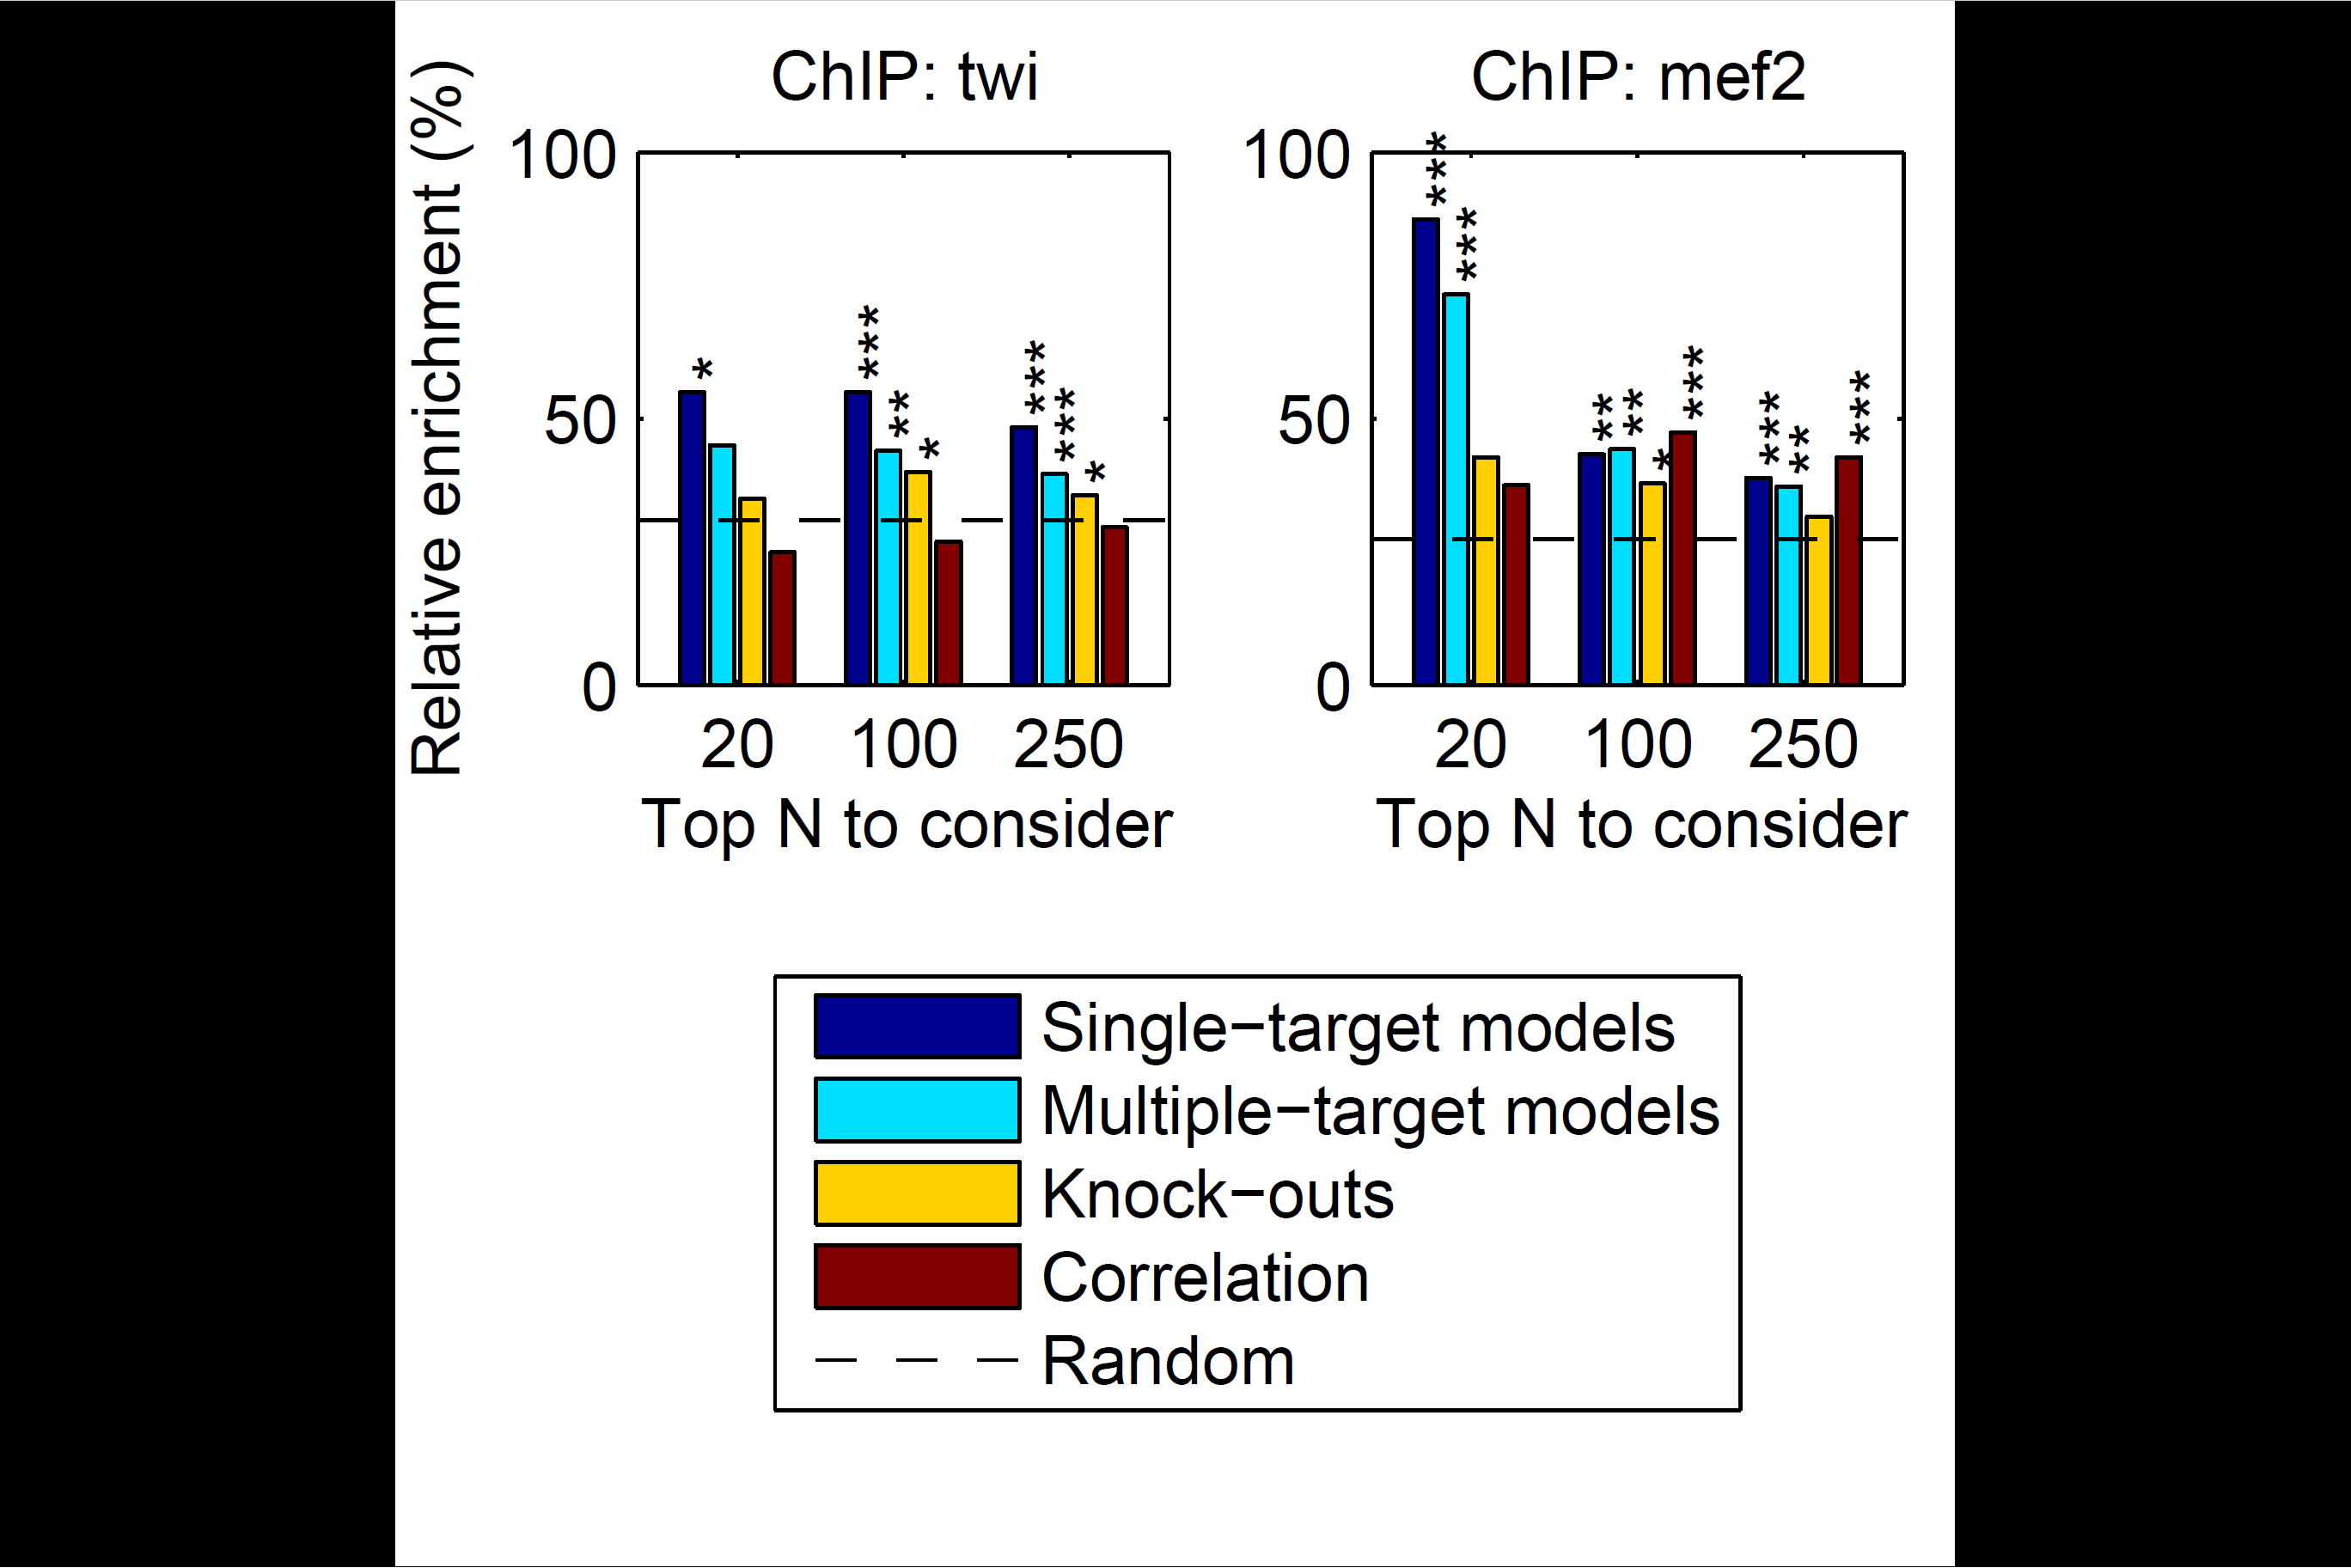 ChIP: twi
Relative enrichment (%)
100
50
0
*
***
**
*
***
***
*
20 100 250
Top N to consider
ChIP: mef2
100
50
0
***
***
**
**
*
***
***
**
***
20 100 250
Top N to consider
Single−target models
Multiple−target models
Knock−outs
Correlation
Random